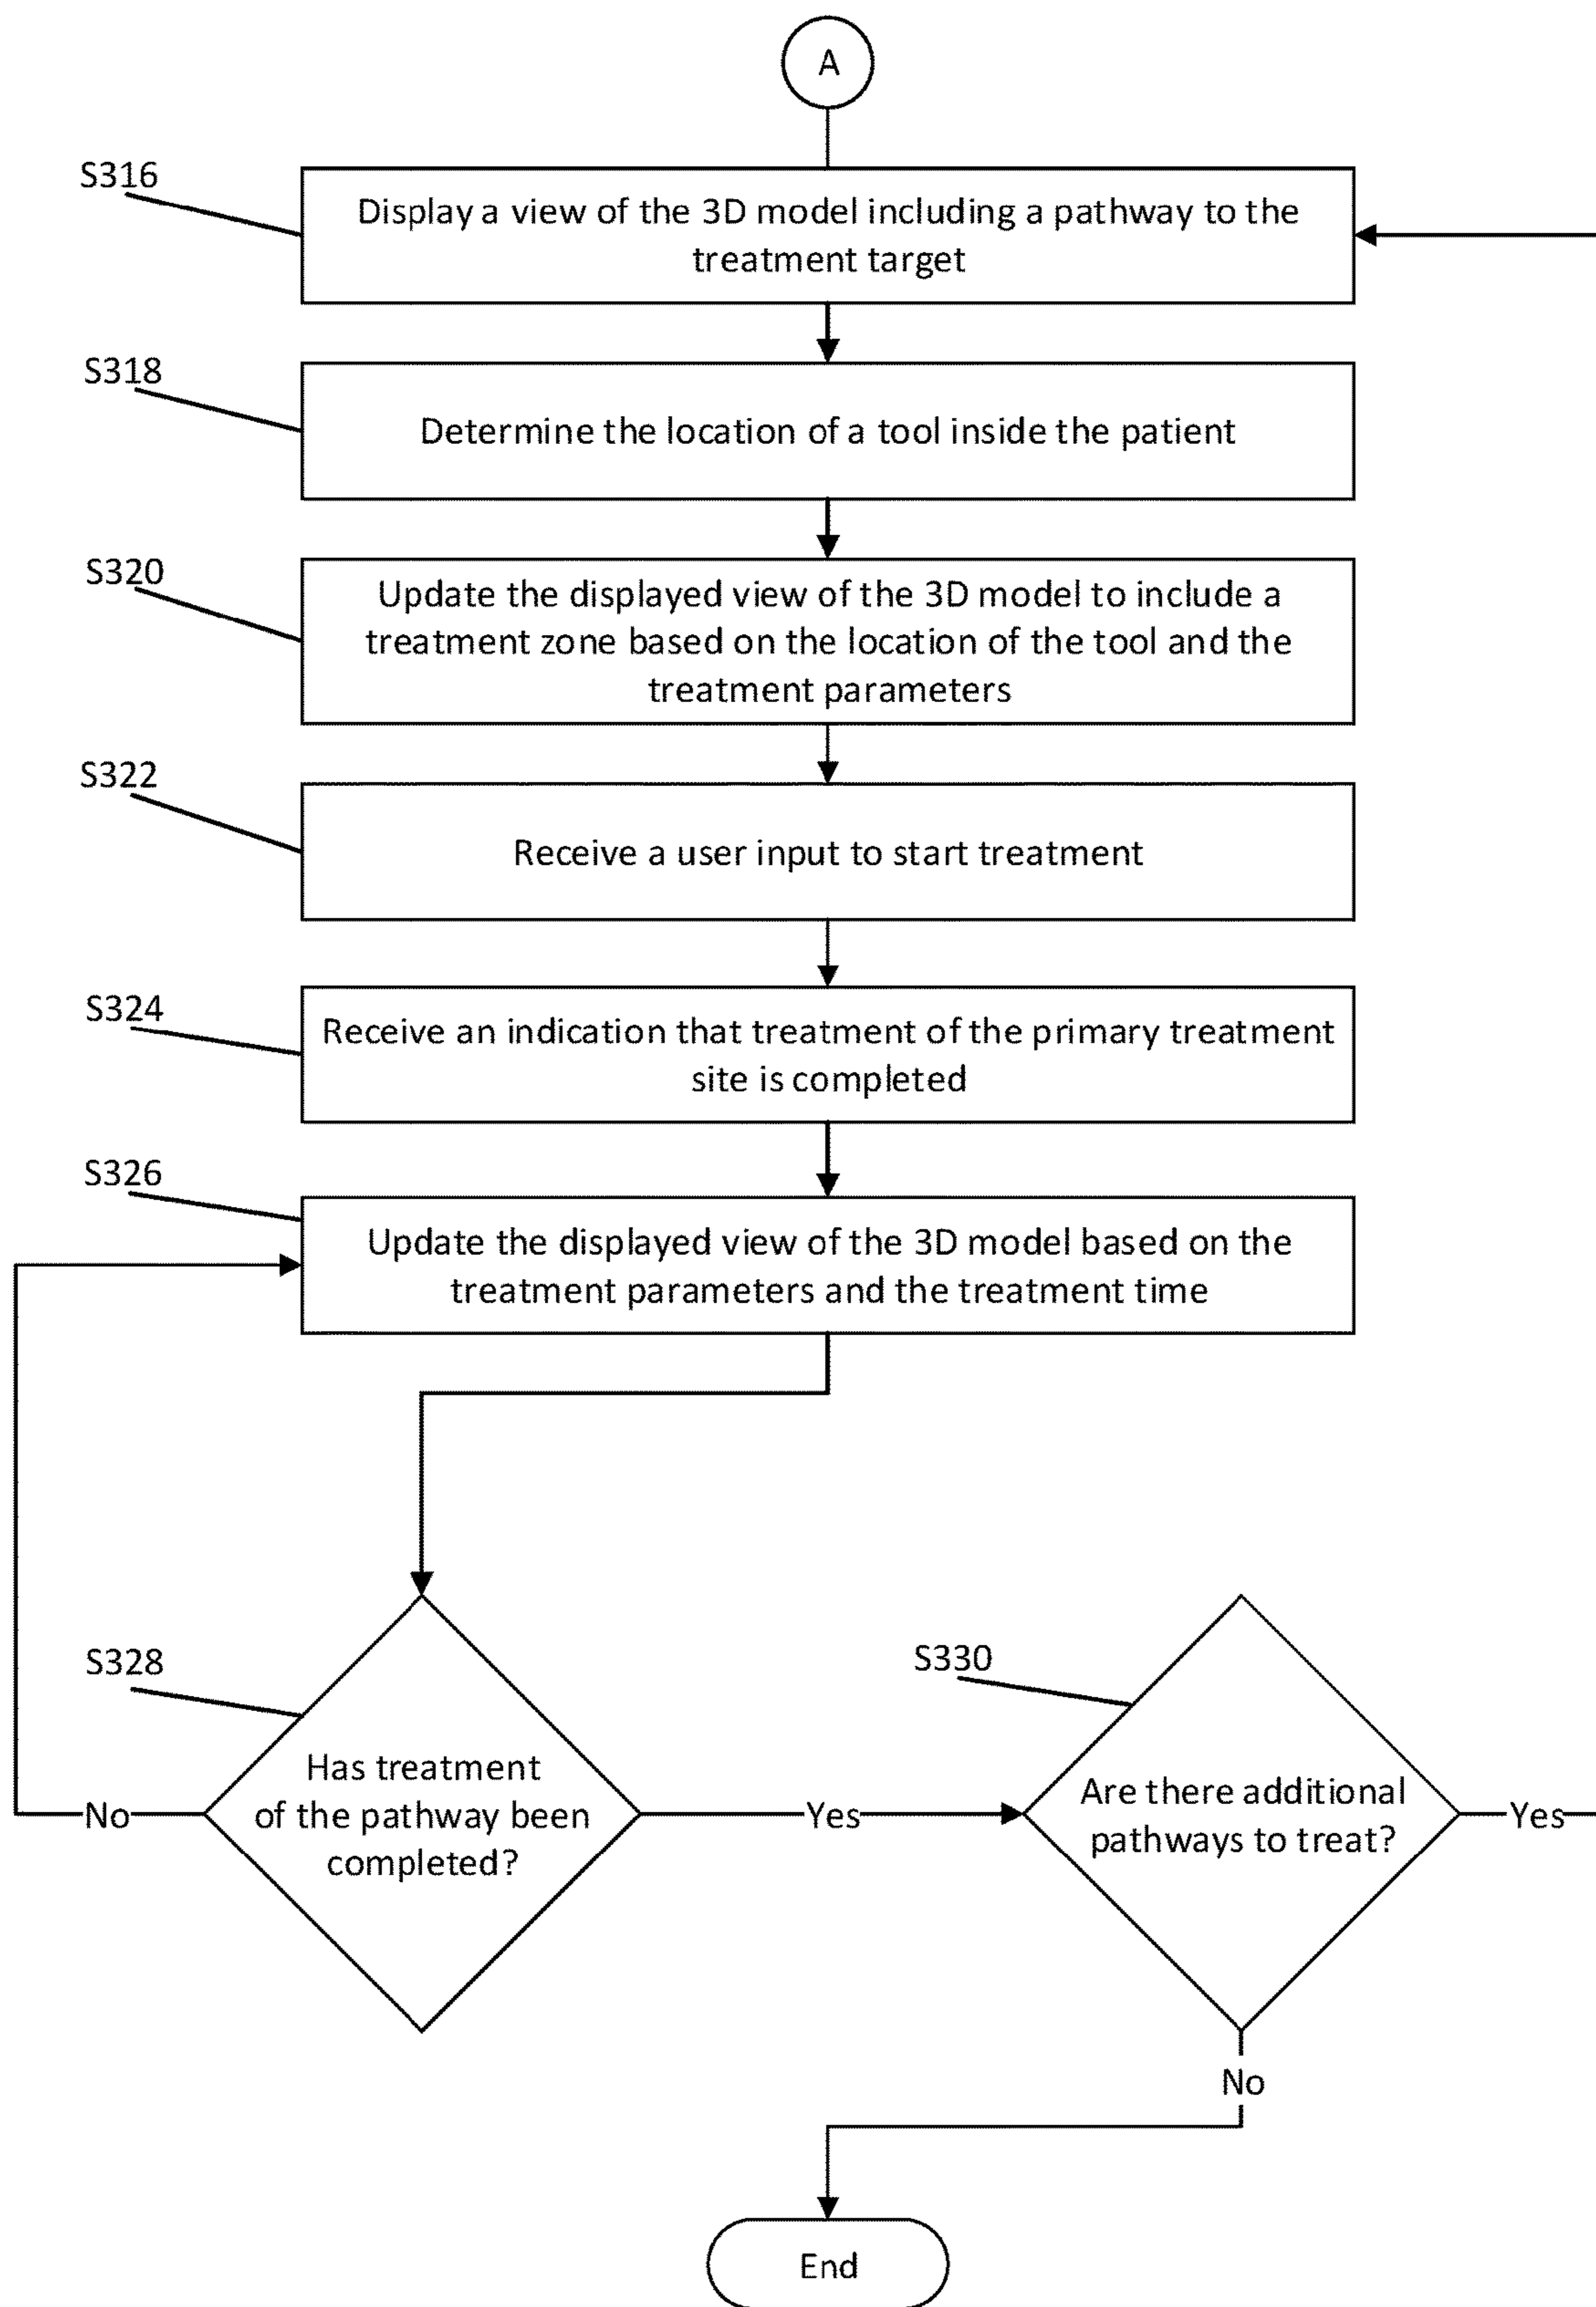 A
S316
Display a view of the 3D model including a pathway to the
treatment target
S318
Determine the location of a tool inside the patient
S320
Update the displayed view of the 3D model to include a
treatment zone based on the location of the tool and the
treatment parameters
S322
Receive a user input to start treatment
S324
Receive an indication that treatment of the primary treatment
site is completed
S326
Update the displayed view of the 3D model based on the
treatment parameters and the treatment time
S328
Has treatment
of the pathway been
completed?
No
Yes
S330
Are there additional
pathways to treat?
Yes
No
End